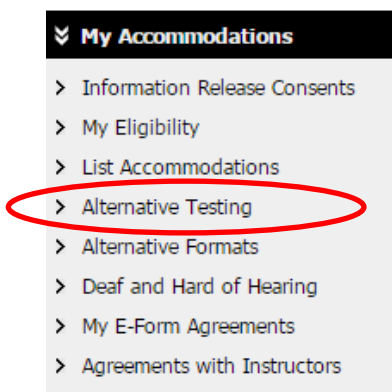 My Accommodations
Information Release Consents
My Eligibility
List Accommodations
Alternative Testing
Alternative Formats
Deaf and Hard of Hearing
My E-Form Agreements
Agreements with Instructors